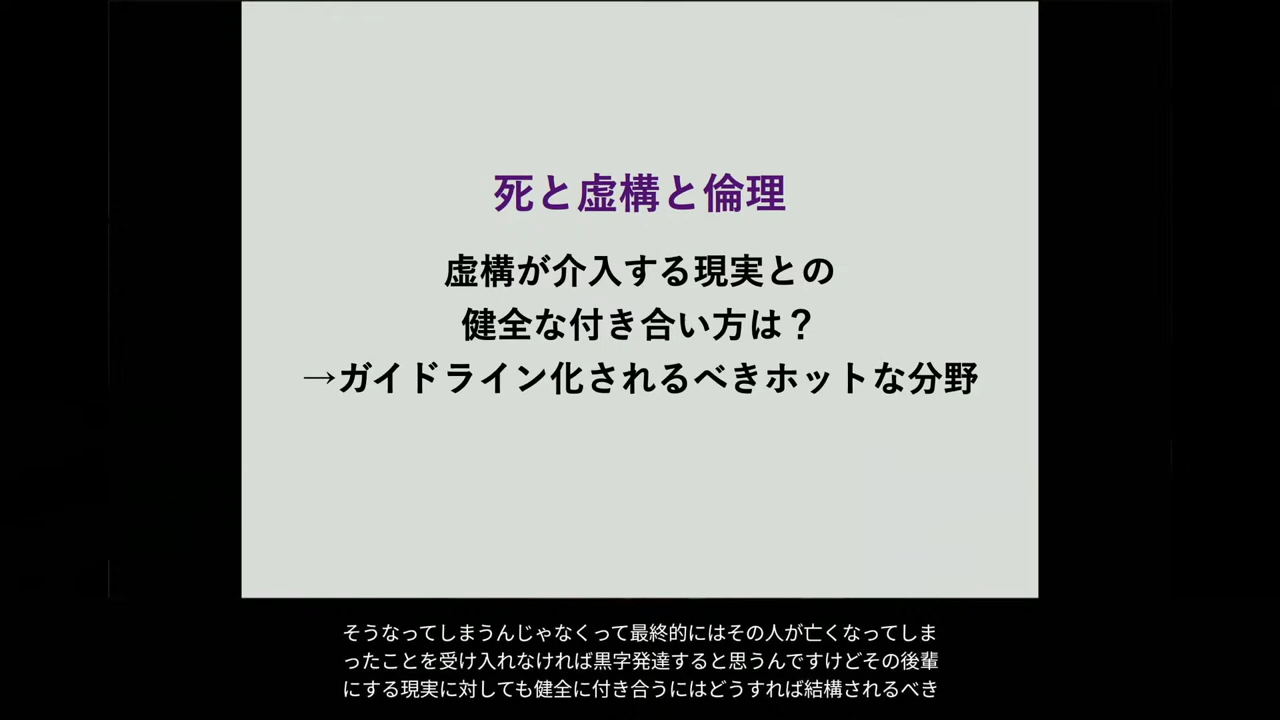 死と虚構と倫理
虚構が介入する現実との
健全な付き合い方は？
→ガイドライン化されるべきホットな分野
そうなってしまうんじゃなくって最終的にはその人が亡くなってしま
ったことを受け入れなければ黒字発達すると思うんですけどその後輩
にする現実に対しても健全に付き合うにはどうすれば結構されるべき